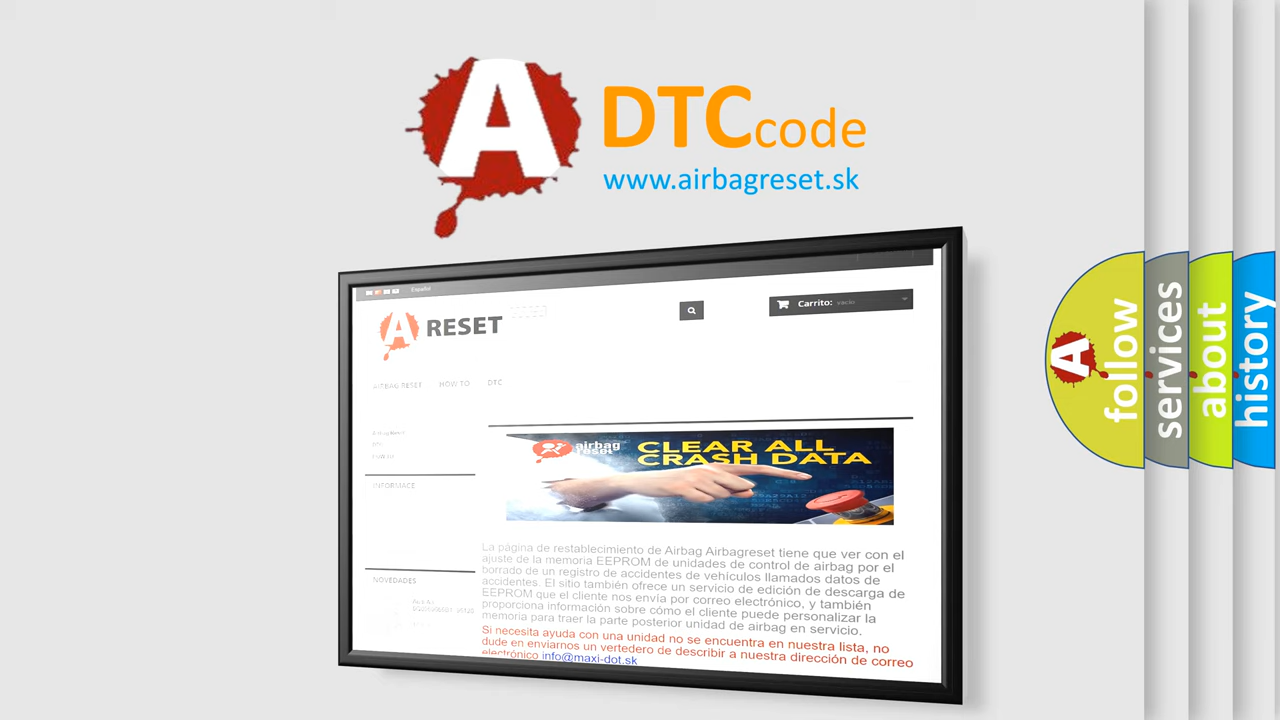 A
DTCcode
www.airbagreset.sk
Español
A RESET
Carrito: vacío
AIRBAG RESET HOW TO DTC
INFORMACE
NOVEDADES
airbag
reset
CLEAR ALL
CRASH DATA
La página de restablecimiento de Airbag Airbagreset tiene que ver con el
ajuste de la memoria EEPROM de unidades de control de airbag por el
borrado de un registro de accidentes de vehículos llamados datos de
accidentes. El sitio también ofrece un servicio de edición de descarga de
EEPROM que el cliente nos envía por correo electrónico, y también
proporciona información sobre cómo el cliente puede personalizar la
memoria para traer la parte posterior unidad de airbag en servicio.
Si necesita ayuda con una unidad no se encuentra en nuestra lista, no
dude en enviarnos un vertedero de describir a nuestra dirección de correo
electrónico info@maxi-dot.sk
A
follow
services
about
history